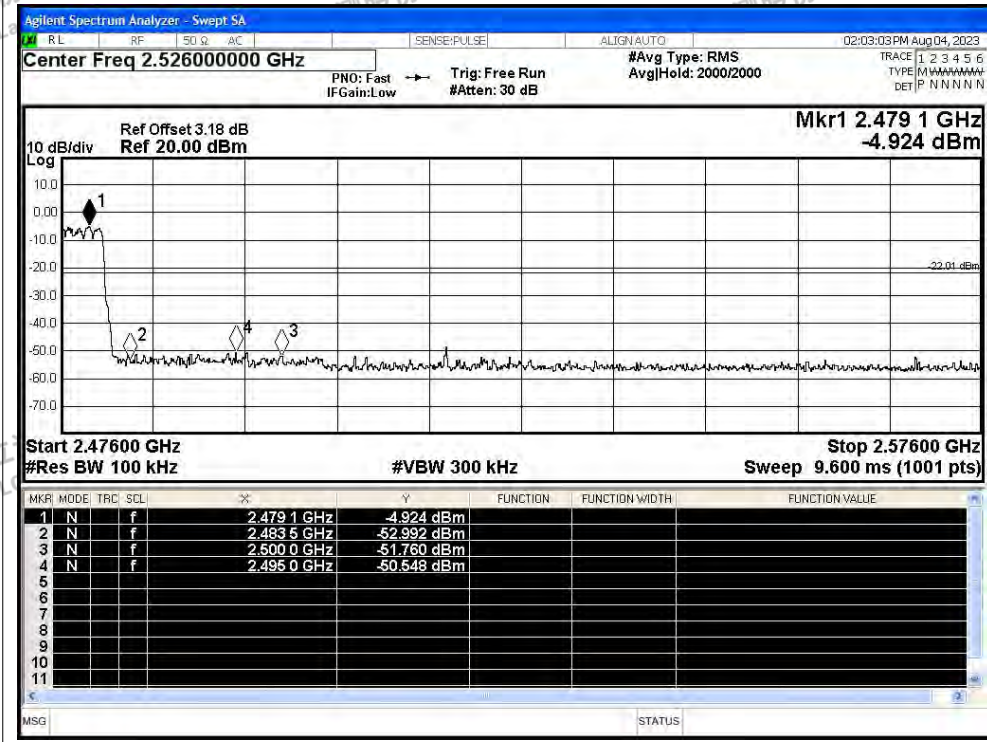 Agilent Spectrum Analyzer - Swept SA
RL RF 50 Ω AC SENSE:PULSE ALIGN AUTO 02:03:03 PM Aug 04, 2023
Center Freq 2.526000000 GHz #Avg Type: RMS TRACE 1 2 3 4 5 6
PNO: Fast Trig: Free Run Avg|Hold: 2000/2000 TYPE M WWWWW
IFGain:Low #Atten: 30 dB DET P N N N N N
Mkr1 2.479 1 GHz
Ref Offset 3.18 dB
10 dB/div Ref 20.00 dBm -4.924 dBm
Log
10.0
1
0.00
-10.0
-20.0
-22.01 dBm
-30.0
-40.0
2 4 3
-50.0
-60.0
-70.0
Start 2.47600 GHz Stop 2.57600 GHz
#Res BW 100 kHz #VBW 300 kHz Sweep 9.600 ms (1001 pts)
MKR MODE TRC SCL X Y FUNCTION FUNCTION WIDTH FUNCTION VALUE
1 N f 2.479 1 GHz -4.924 dBm
2 N f 2.483 5 GHz -52.992 dBm
3 N f 2.500 0 GHz -51.760 dBm
4 N f 2.495 0 GHz -50.548 dBm
5
6
7
8
9
10
11
MSG STATUS